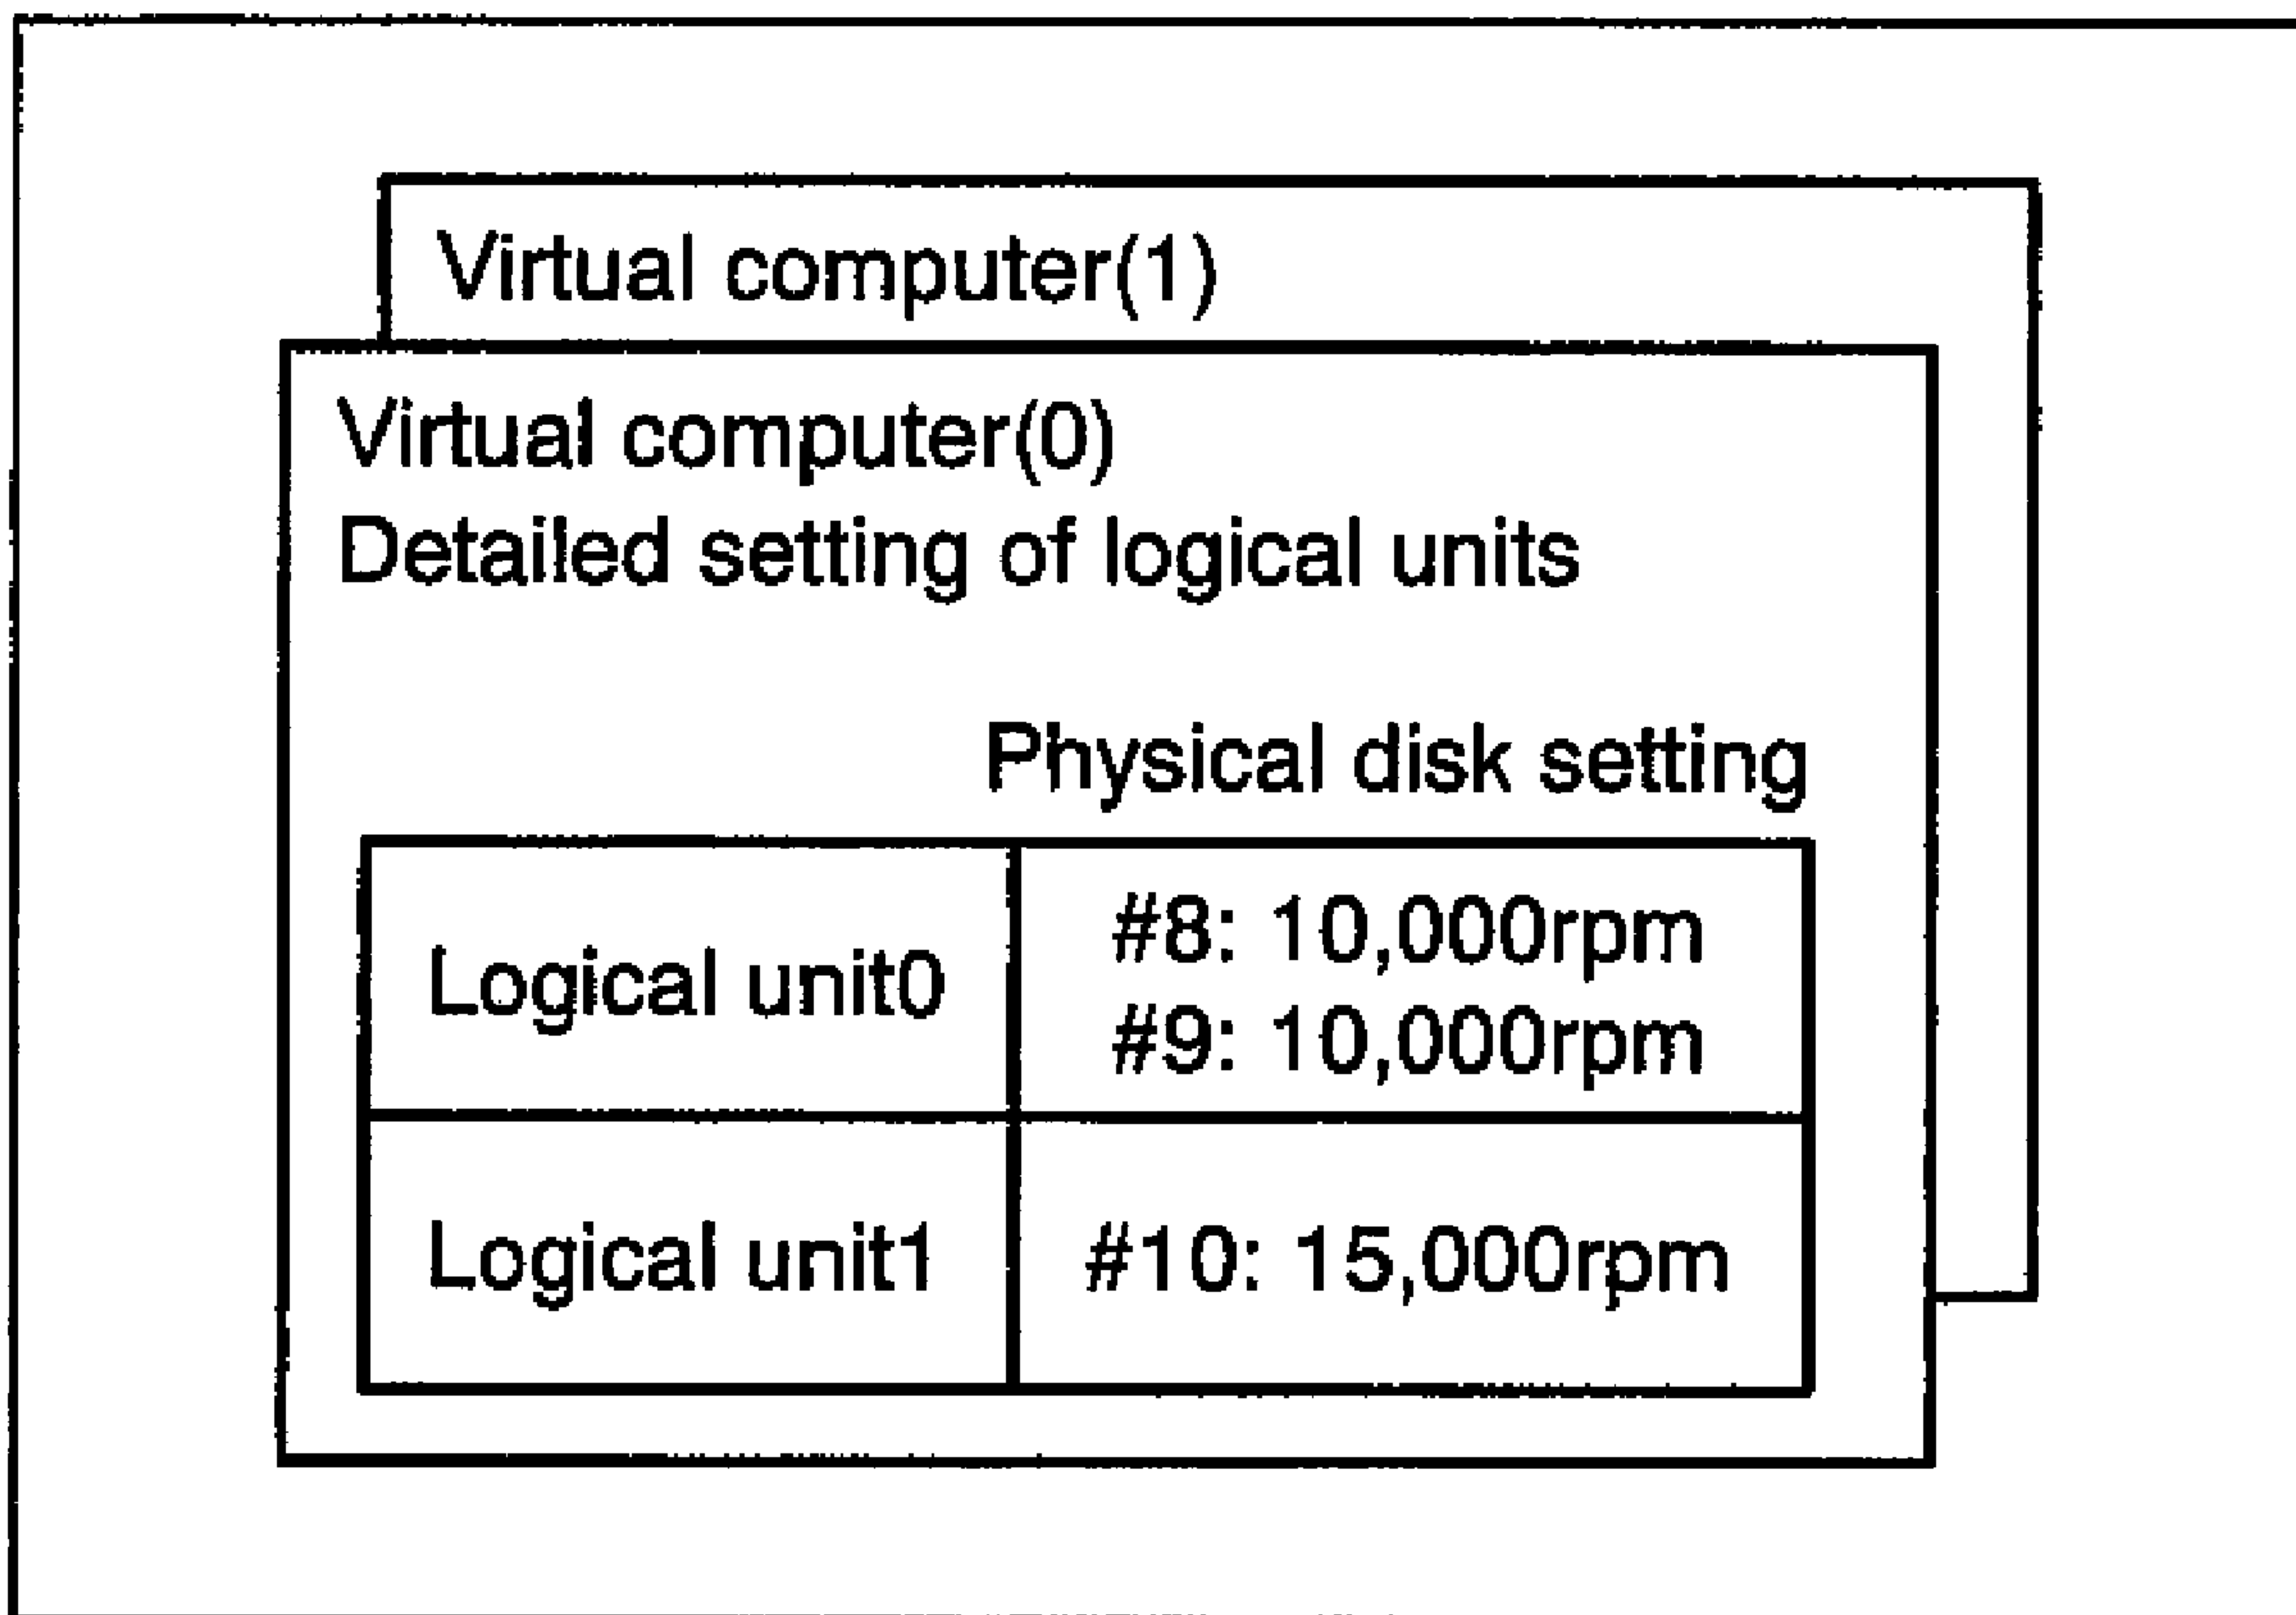 Virtual computer(1)
Virtual computer(0)
Detailed setting of logical units
Physical disk setting
Logical unit0
#8: 10,000rpm
#9: 10,000rpm
Logical unit1
#10: 15,000rpm